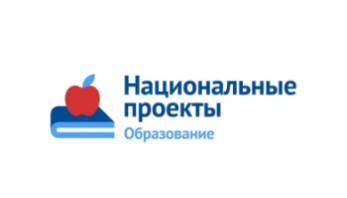 Национальные
проекты
Образование